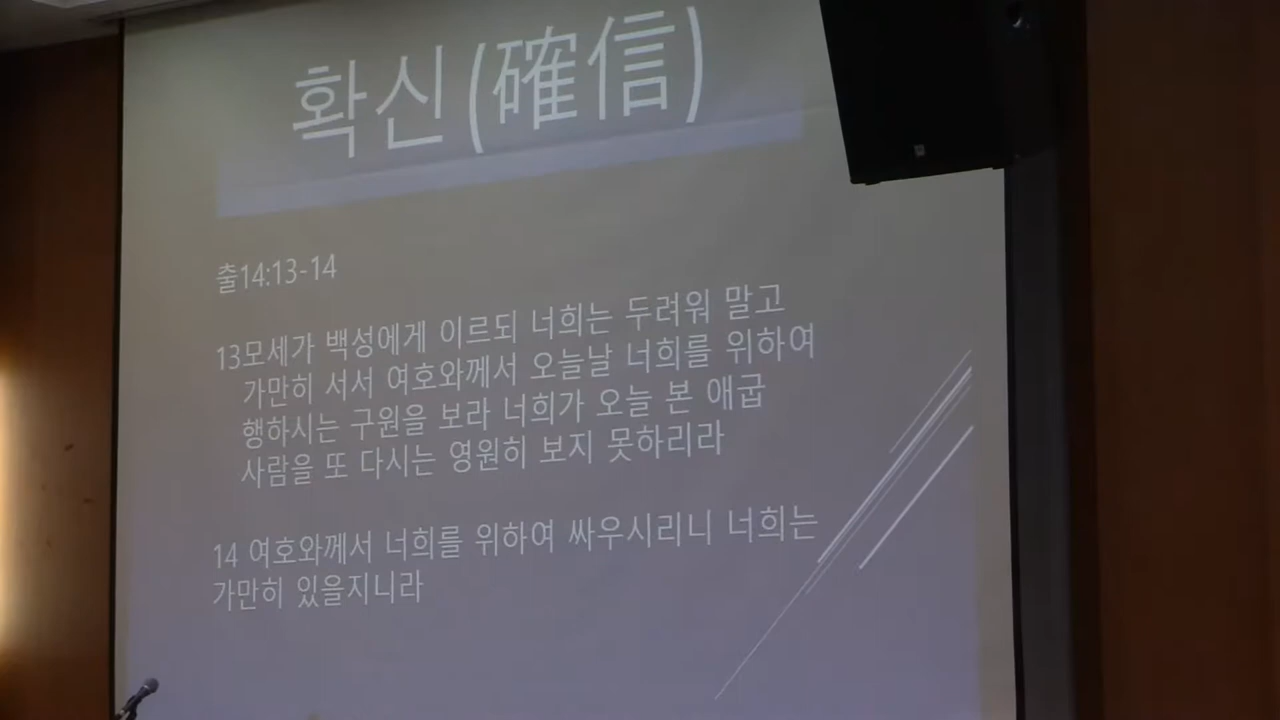 확신(確信)
출14:13-14
13모세가 백성에게 이르되 너희는 두려워 말고
가만히 서서 여호와께서 오늘날 너희를 위하여
행하시는 구원을 보라 너희가 오늘 본 애굽
사람을 또 다시는 영원히 보지 못하리라
14 여호와께서 너희를 위하여 싸우시리니 너희는
가만히 있을지니라